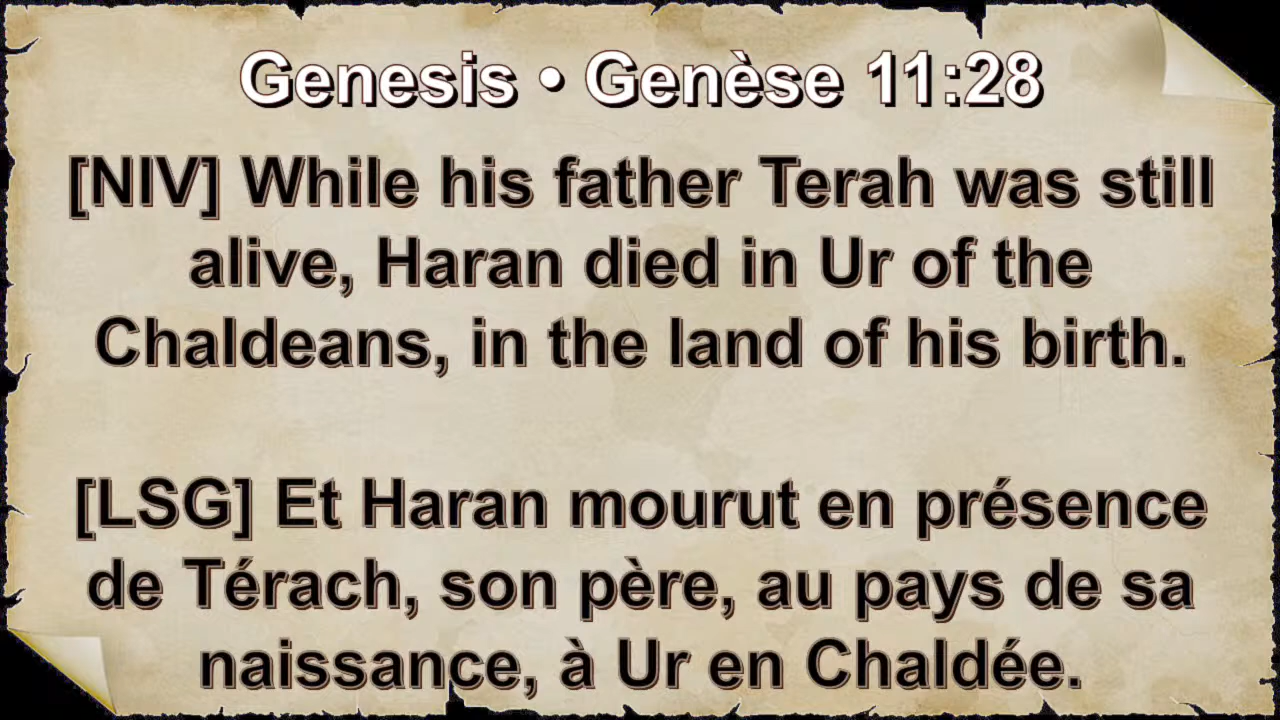 Genesis • Genèse 11:28
[NIV] While his father Terah was still
alive, Haran died in Ur of the
Chaldeans, in the land of his birth.
[LSG] Et Haran mourut en présence
de Térach, son père, au pays de sa
naissance, à Ur en Chaldée.